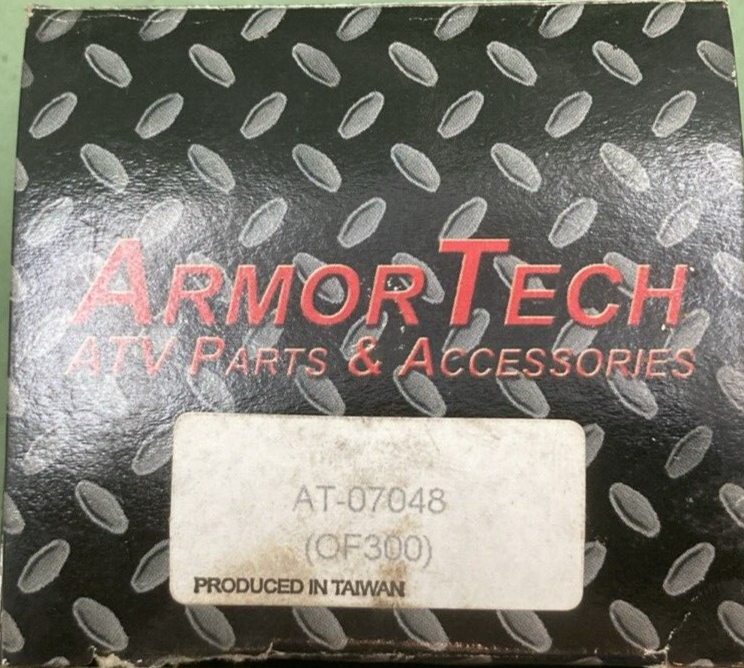 ARMORTECH
ATV PARTS & ACCESSORIES
AT-07048
(OF300)
PRODUCED IN TAIWAN